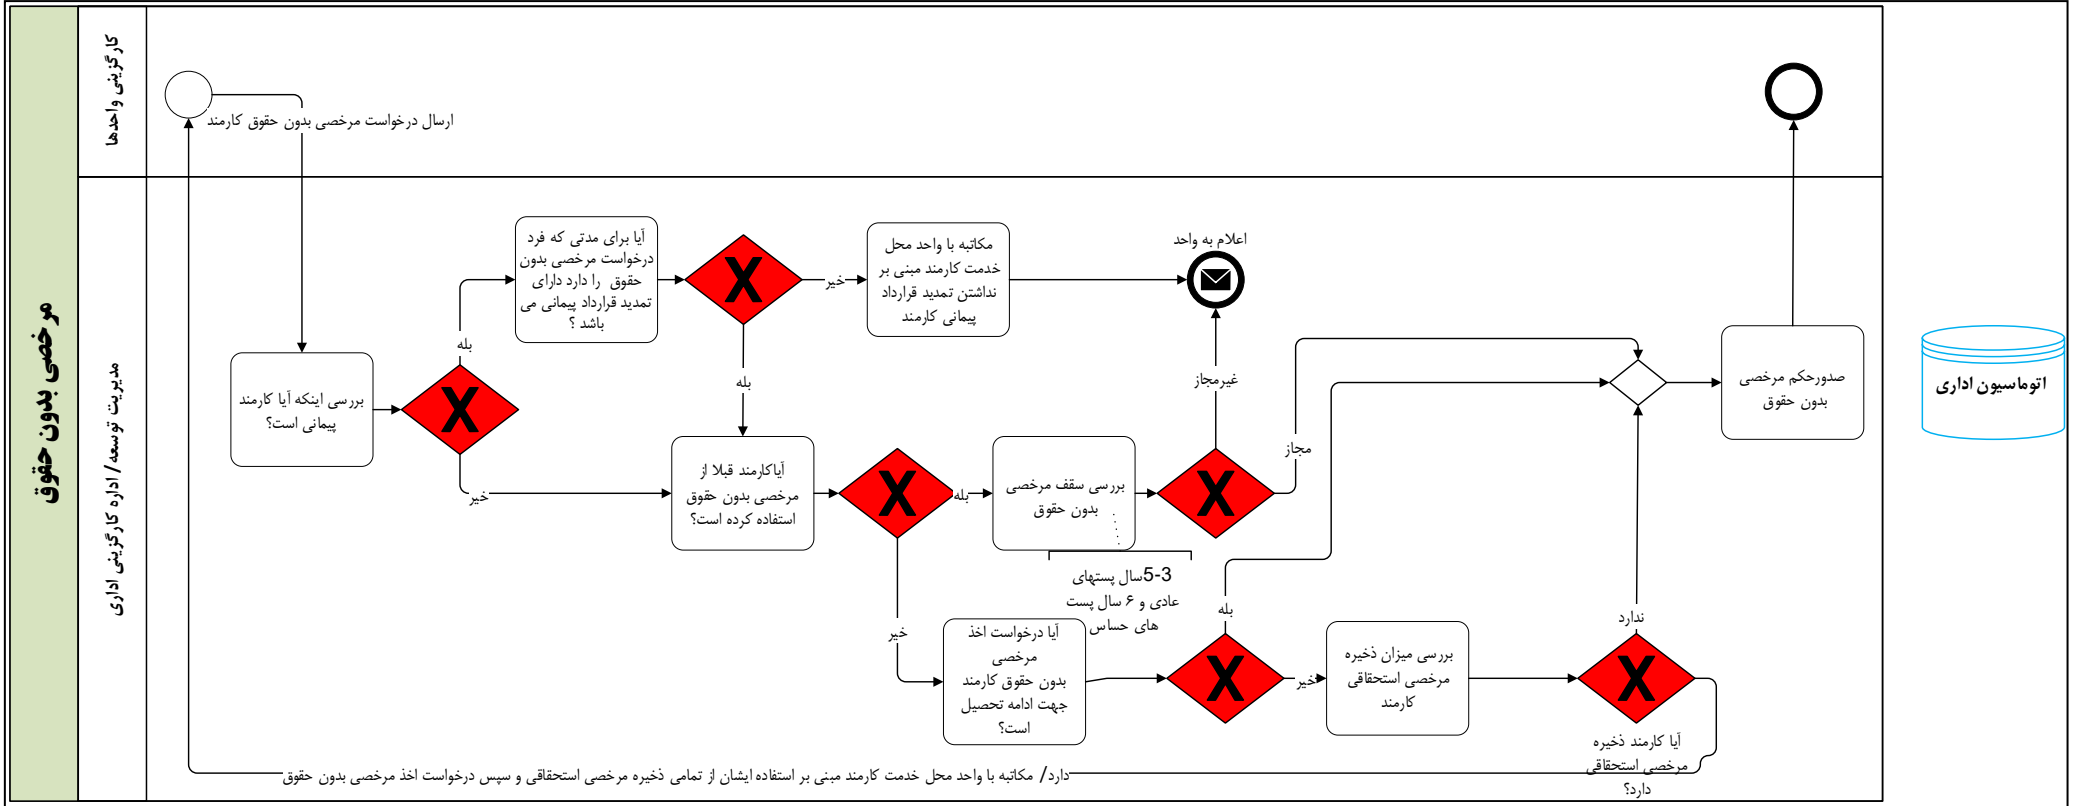 مرخصی بدون حقوق
کارگزینی واحدها
مدیریت توسعه/ اداره کارگزینی اداری
ارسال درخواست مرخصی بدون حقوق کارمند
بررسی اینکه آیا کارمند
پیمانی است؟
بله
خیر
آیا برای مدتی که فرد
درخواست مرخصی بدون
حقوق را دارد دارای
تمدید قرارداد پیمانی می
باشد ؟
خیر
بله
مکاتبه با واحد محل
خدمت کارمند مبنی بر
نداشتن تمدید قرارداد
پیمانی کارمند
اعلام به واحد
آیاکارمند قبلا از
مرخصی بدون حقوق
استفاده کرده است؟
بله
خیر
بررسی سقف مرخصی
بدون حقوق
5-3سال پستهای
عادی و ۶ سال پست
های حساس
غیرمجاز
مجاز
آیا درخواست اخذ
مرخصی
بدون حقوق کارمند
جهت ادامه تحصیل
است؟
بله
خیر
بررسی میزان ذخیره
مرخصی استحقاقی
کارمند
ندارد
آیا کارمند ذخیره
مرخصی استحقاقی
دارد؟
دارد/ مکاتبه با واحد محل خدمت کارمند مبنی بر استفاده ایشان از تمامی ذخیره مرخصی استحقاقی و سپس درخواست اخذ مرخصی بدون حقوق
صدورحکم مرخصی
بدون حقوق
اتوماسیون اداری